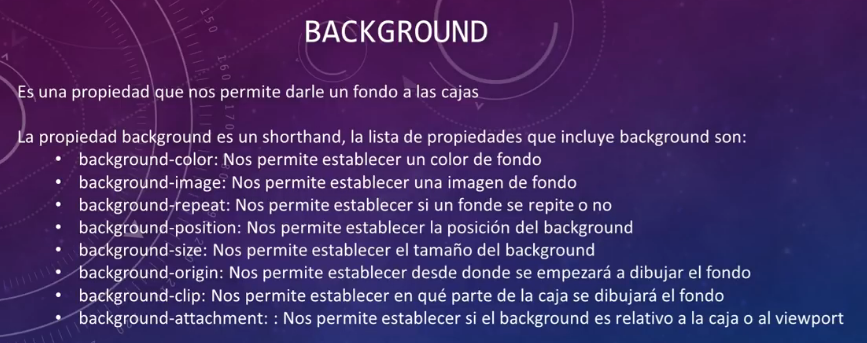 BACKGROUND
Es una propiedad que nos permite darle un fondo a las cajas
La propiedad background es un shorthand, la lista de propiedades que incluye background son:
• background-color: Nos permite establecer un color de fondo
• background-image: Nos permite establecer una imagen de fondo
• background-repeat: Nos permite establecer si un fonde se repite o no
• background-position: Nos permite establecer la posición del background
• background-size: Nos permite establecer el tamaño del background
• background-origin: Nos permite establecer desde donde se empezará a dibujar el fondo
• background-clip: Nos permite establecer en qué parte de la caja se dibujará el fondo
• background-attachment: : Nos permite establecer si el background es relativo a la caja o al viewport
150
160
170